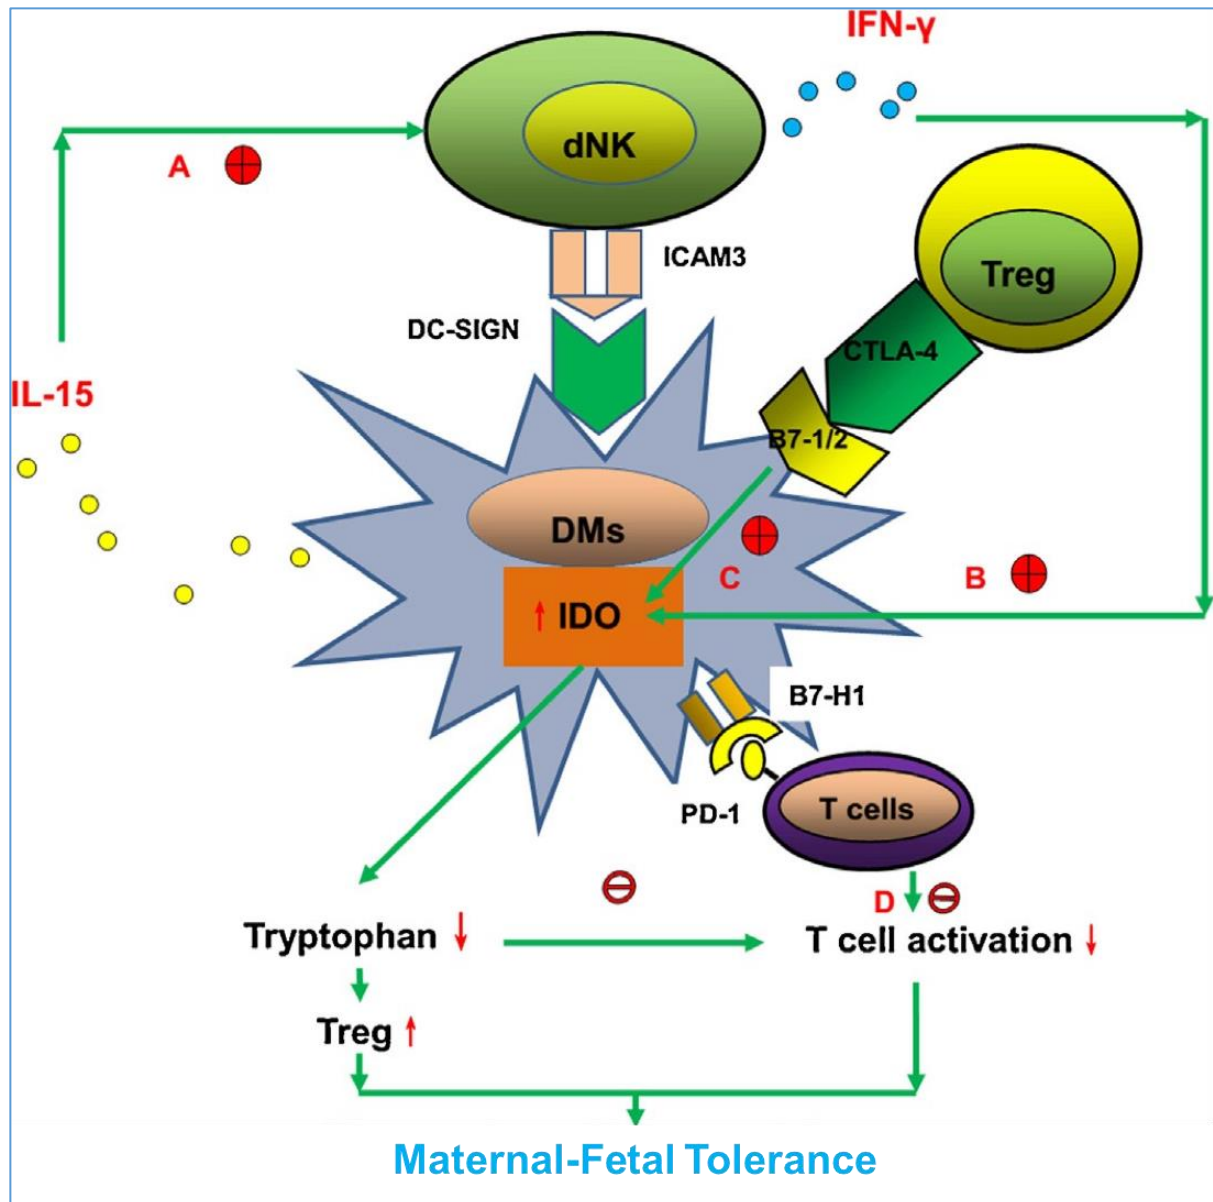 IFN-γ
dNK
A
ICAM3
Treg
DC-SIGN
CTLA-4
IL-15
B7-1/2
DMs
C
B
↑ IDO
B7-H1
PD-1
T cells
D
Tryptophan ↓
T cell activation ↓
Treg ↑
Maternal-Fetal Tolerance